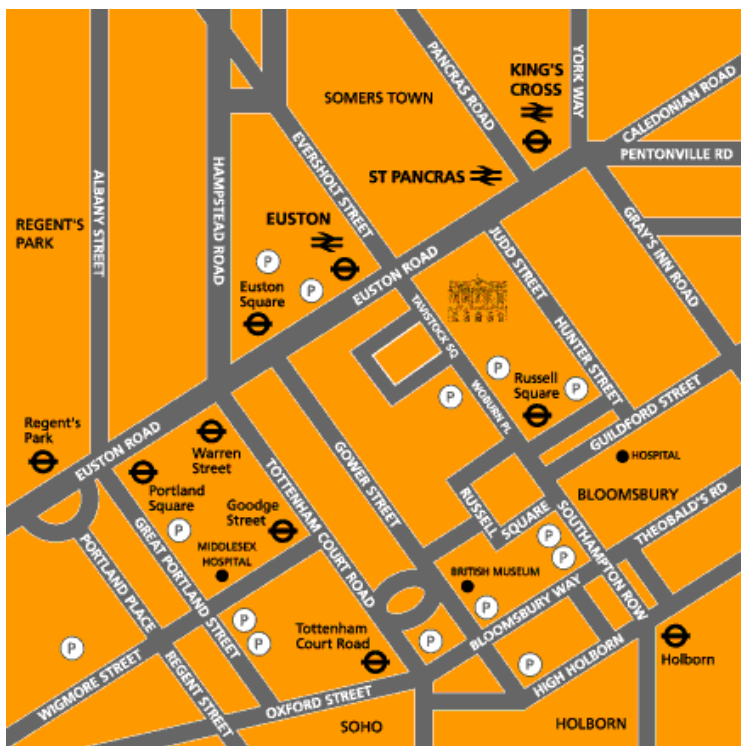 KING'S
CROSS
YORK WAY
CALEDONIAN ROAD
PANCRAS ROAD
SOMERS TOWN
PENTONVILLE RD
EVERSHOLT STREET
ST PANCRAS
ALBANY STREET
HAMPSTEAD ROAD
REGENT'S
PARK
EUSTON
P
P
Euston
Square
EUSTON ROAD
JUDD STREET
GRAY'S INN ROAD
TAVISTOCK SQ
HUNTER STREET
P
P
P
Russell
Square
WOBURN PL
GUILDFORD STREET
Regent's
Park
EUSTON ROAD
Warren
Street
TOTTENHAM COURT ROAD
GOWER STREET
HOSPITAL
Portland
Square
Goodge
Street
P
RUSSELL
SQUARE
BLOOMSBURY
SOUTHAMPTON ROW
THEOBALD'S RD
PORTLAND PLACE
GREAT PORTLAND STREET
MIDDLESEX
HOSPITAL
P
P
BRITISH MUSEUM
P
BLOOMSBURY WAY
P
P
P
Tottenham
Court Road
P
P
WIGMORE STREET
REGENT STREET
OXFORD STREET
HIGH HOLBORN
Holborn
SOHO
HOLBORN